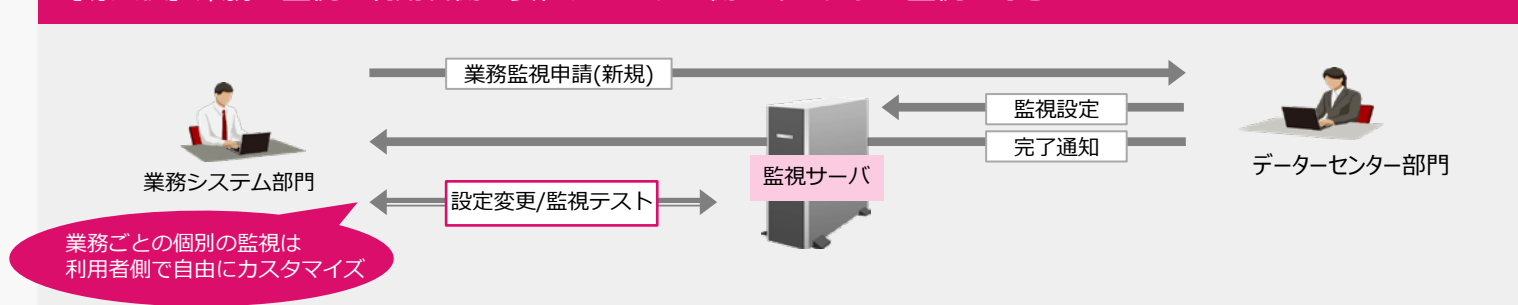 業務監視申請(新規)
監視設定
完了通知
監視サーバ
業務システム部門
データーセンター部門
設定変更/監視テスト
業務ごとの個別の監視は
利用者側で自由にカスタマイズ